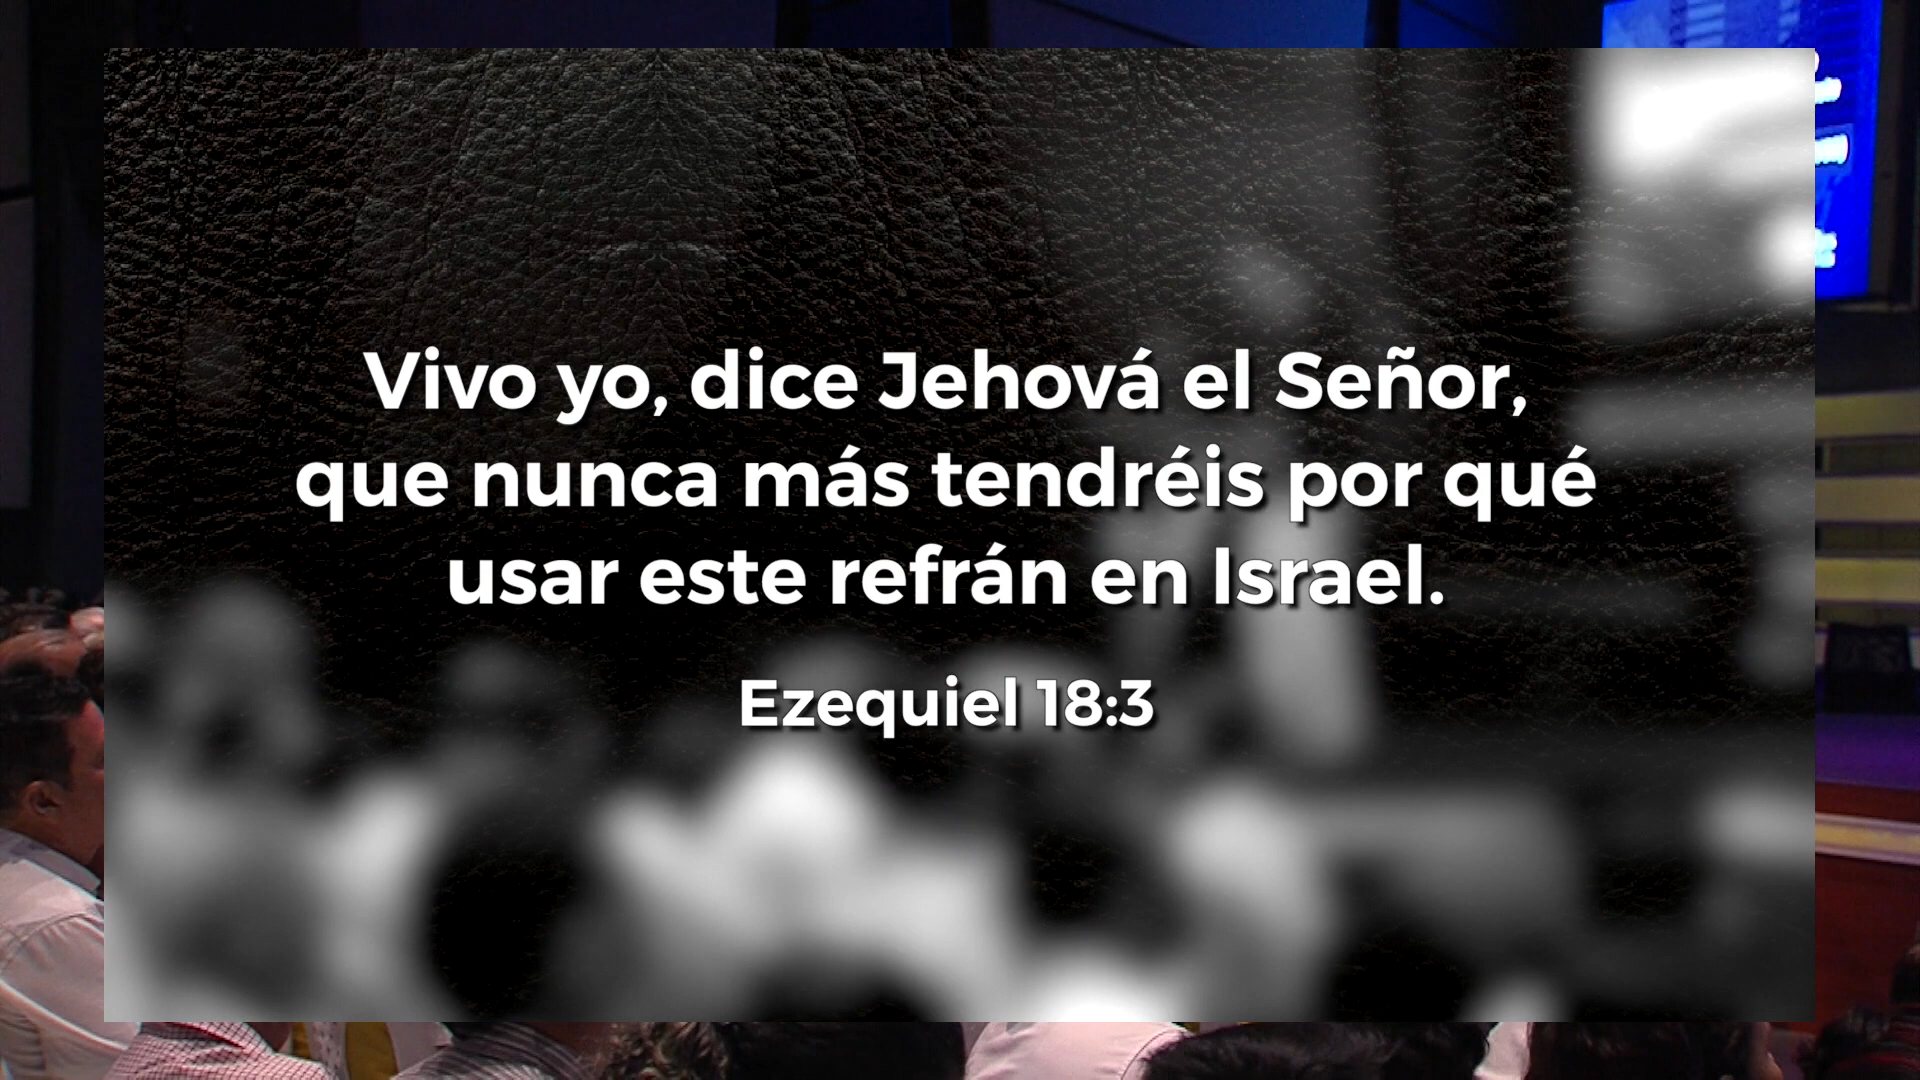 Vivo yo, dice Jehová el Señor,
que nunca más tendréis por qué
usar este refrán en Israel.
Ezequiel 18:3